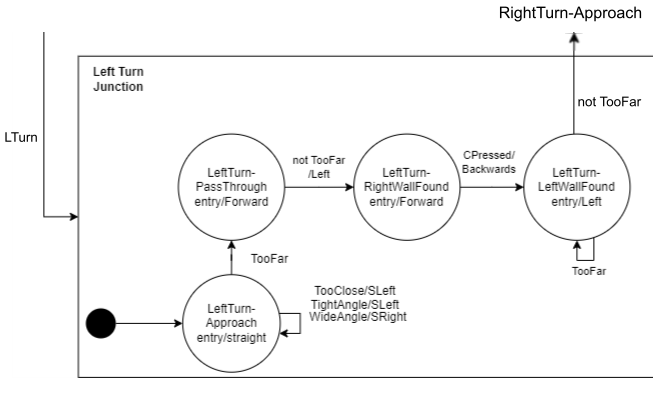 RightTurn-Approach
Left Turn
Junction
not TooFar
LTurn
LeftTurn-
PassThrough
entry/Forward
not TooFar
/Left
LeftTurn-
RightWallFound
entry/Forward
CPressed/
Backwards
LeftTurn-
LeftWallFound
entry/Left
TooFar
TooFar
LeftTurn-
Approach
entry/straight
TooClose/SLeft
TightAngle/SLeft
WideAngle/SRight